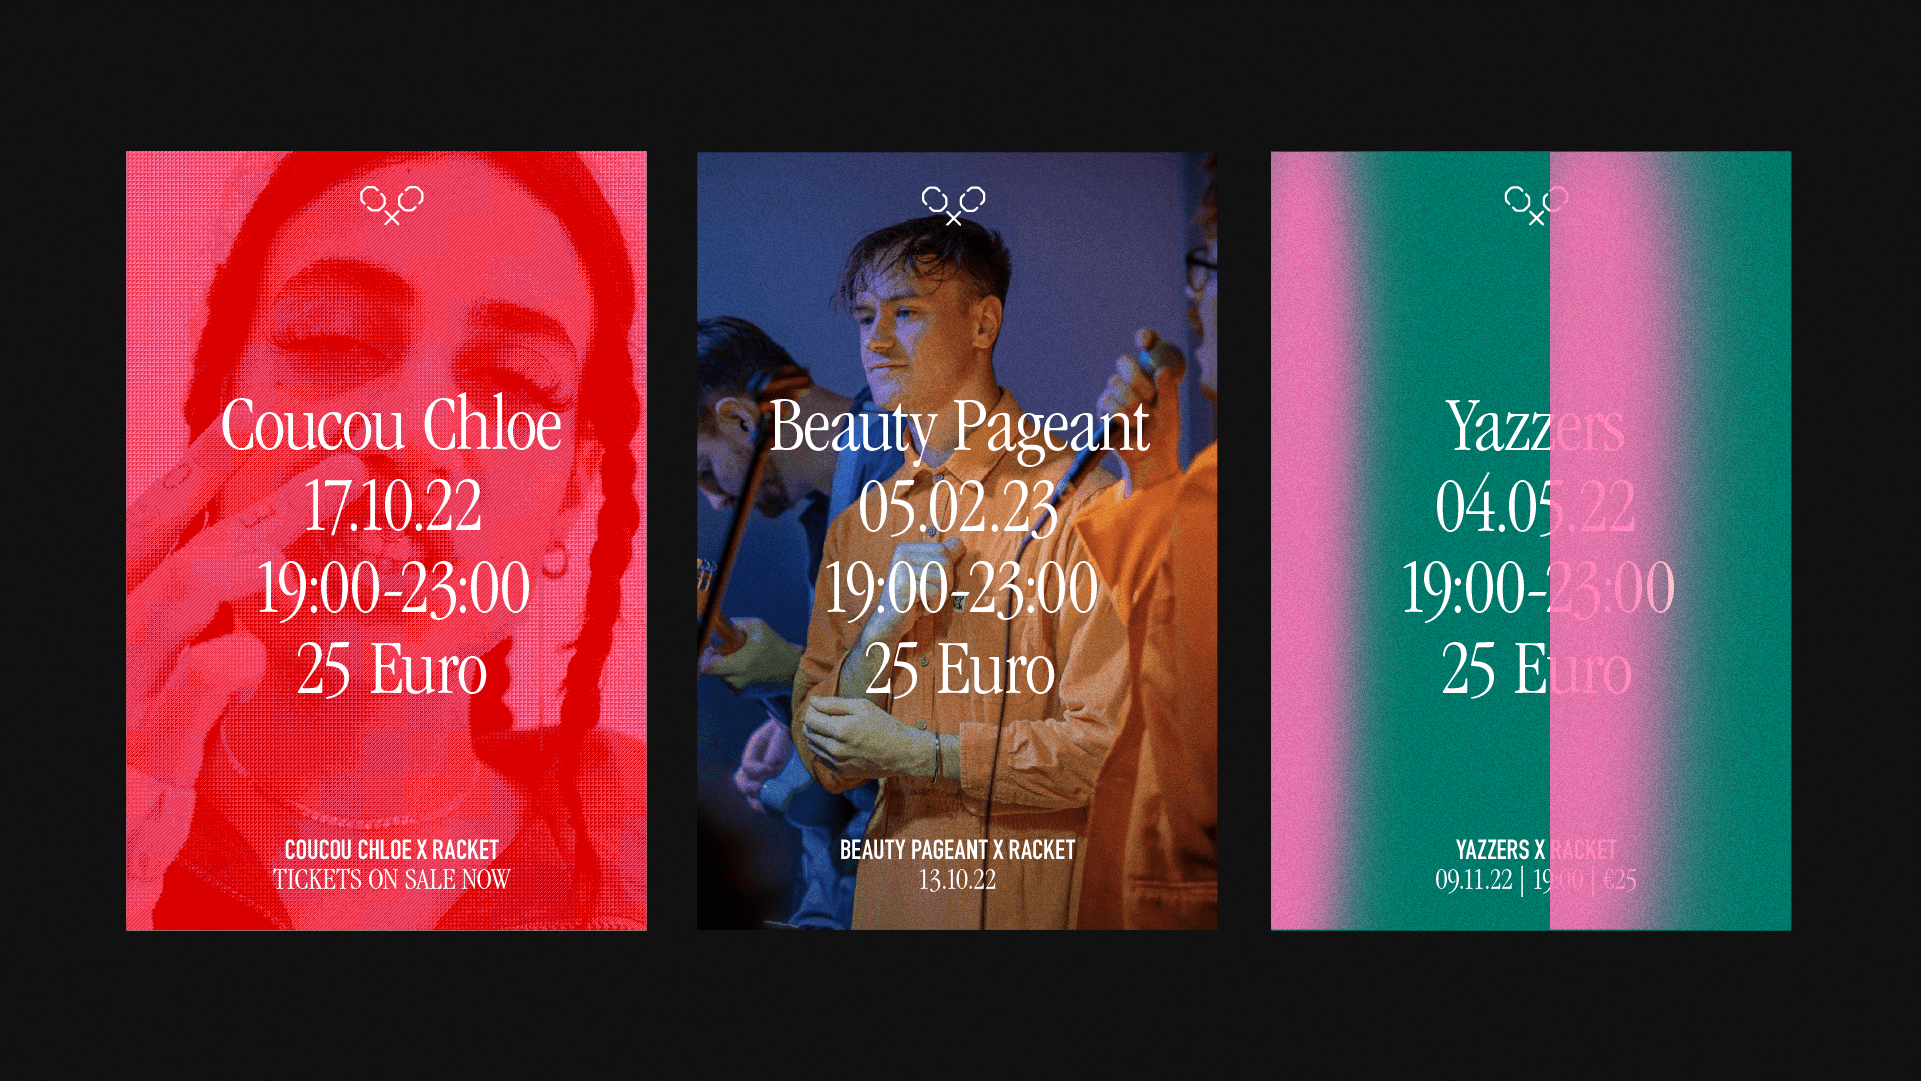 Coucou Chloe
17.10.22
19:00-23:00
25 Euro
COUCOU CHLOE X RACKET
TICKETS ON SALE NOW
Beauty Pageant
05.02.23
19:00-23:00
25 Euro
BEAUTY PAGEANT X RACKET
13.10.22
Yazzers
04.05.22
19:00-23:00
25 Euro
YAZZERS X RACKET
09.11.22 | 19:00 | €25